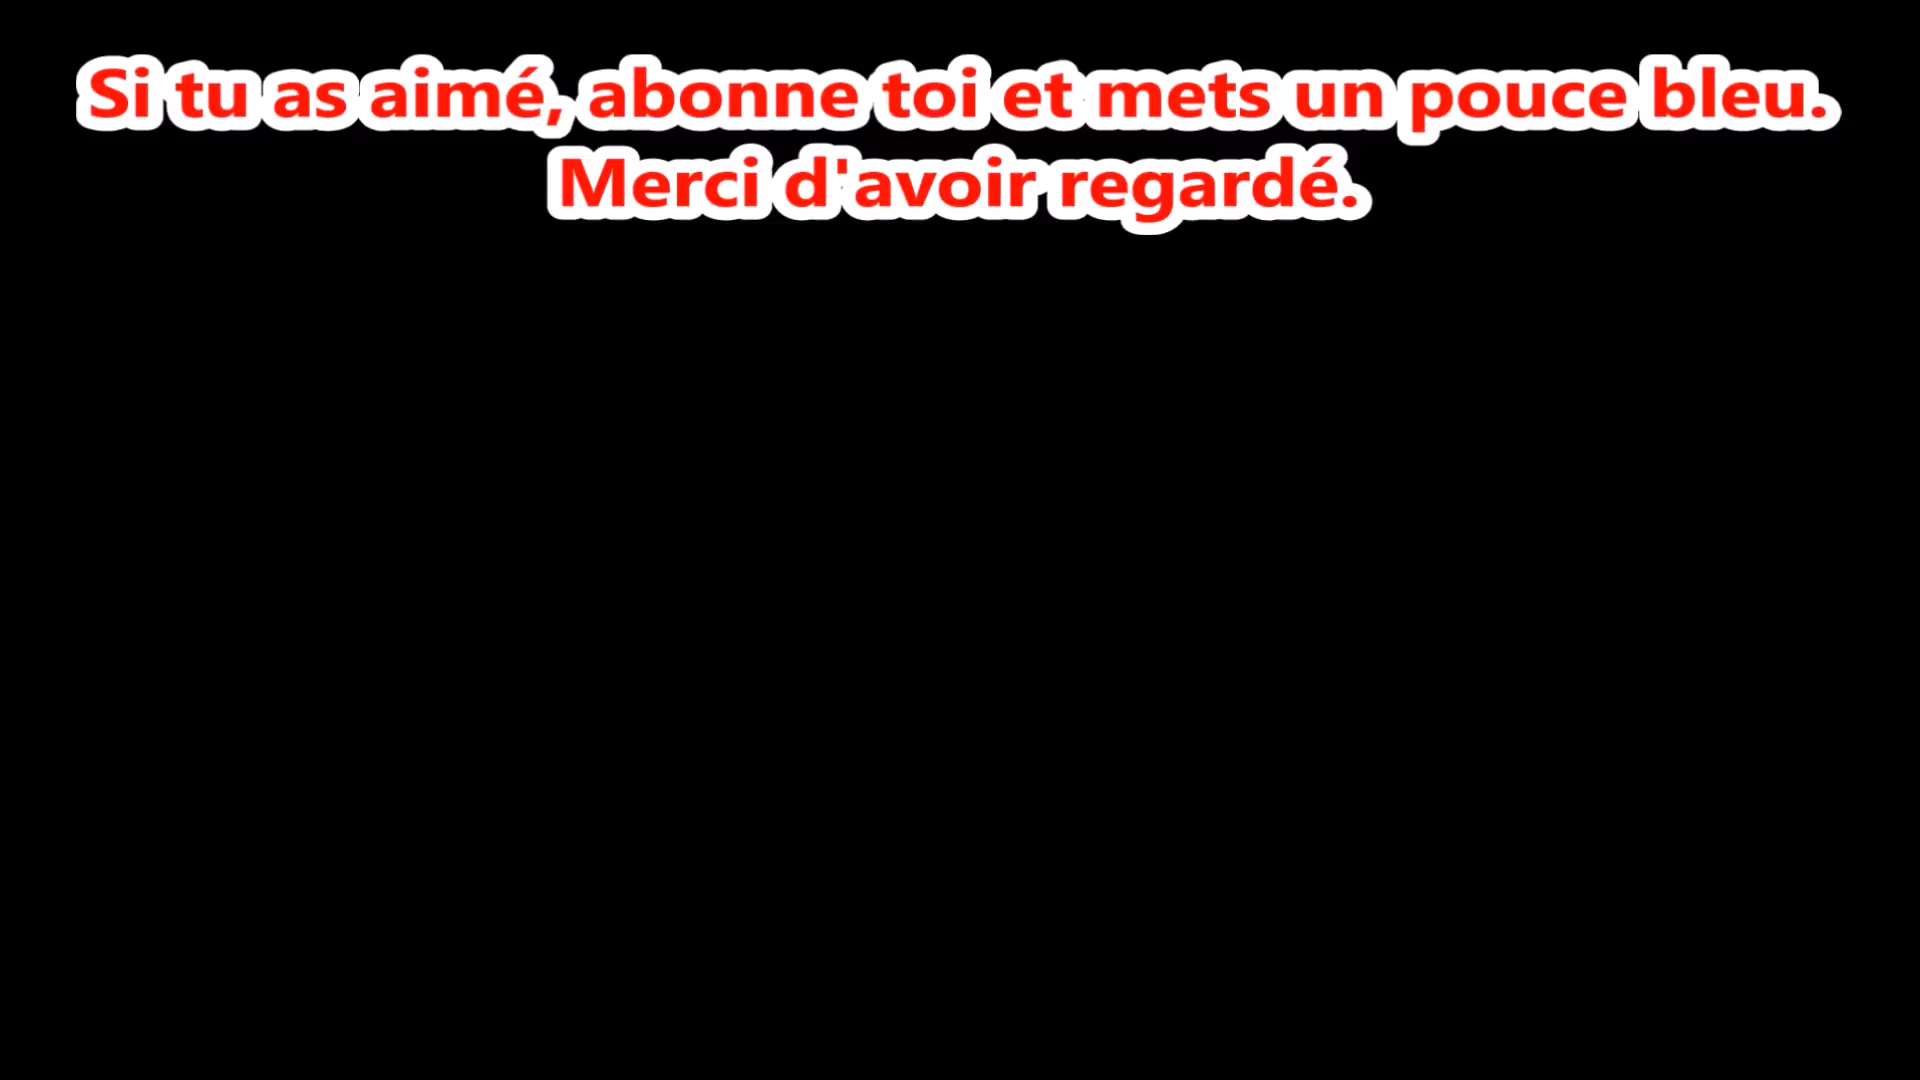 Si tu as aimé, abonne toi et mets un pouce bleu.
Merci d'avoir regardé.